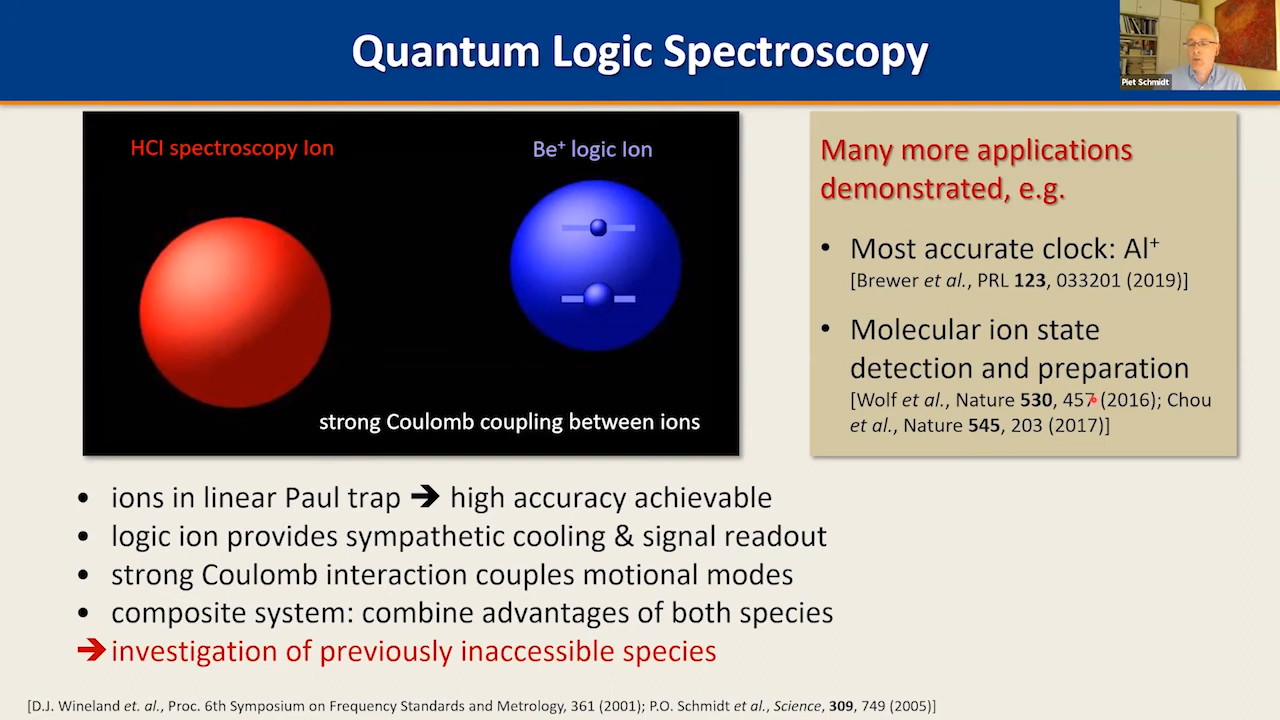 Quantum Logic Spectroscopy
Piet Schmidt
HCI spectroscopy Ion
Be⁺ logic Ion
strong Coulomb coupling between ions
Many more applications
demonstrated, e.g.
• Most accurate clock: Al⁺
[Brewer et al., PRL 123, 033201 (2019)]
• Molecular ion state
detection and preparation
[Wolf et al., Nature 530, 457 (2016); Chou
et al., Nature 545, 203 (2017)]
• ions in linear Paul trap ➔ high accuracy achievable
• logic ion provides sympathetic cooling & signal readout
• strong Coulomb interaction couples motional modes
• composite system: combine advantages of both species
➔ investigation of previously inaccessible species
[D.J. Wineland et. al., Proc. 6th Symposium on Frequency Standards and Metrology, 361 (2001); P.O. Schmidt et al., Science, 309, 749 (2005)]